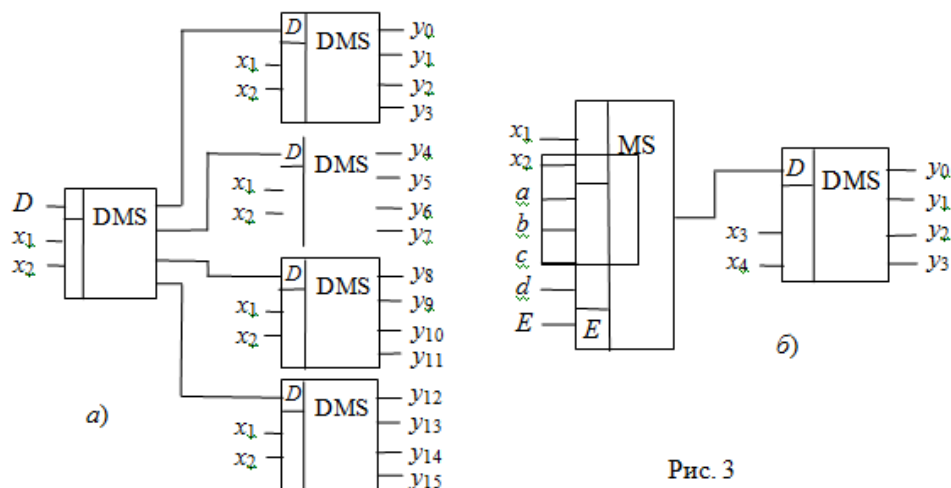 D DMS y0
x1 y1
x2 y2
y3
D DMS y4
x1 y5
x2 y6
y7
D DMS
x1
x2
D DMS y8
x1 y9
x2 y10
y11
D DMS y12
x1 y13
x2 y14
y15
а)
x1 MS
x2
a
b
c
d
E E
D DMS y0
x3 y1
x4 y2
y3
б)
Рис. 3